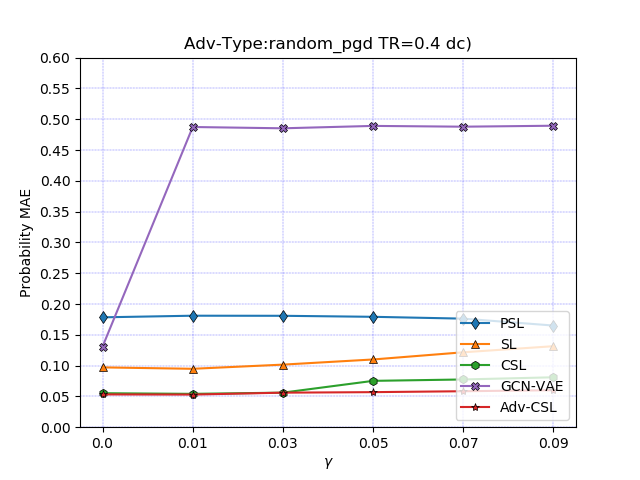 Adv-Type:random_pgd TR=0.4 dc)
Probability MAE
0.60
0.55
0.50
0.45
0.40
0.35
0.30
0.25
0.20
0.15
0.10
0.05
0.00
0.0 0.01 0.03 0.05 0.07 0.09
γ
PSL
SL
CSL
GCN-VAE
Adv-CSL